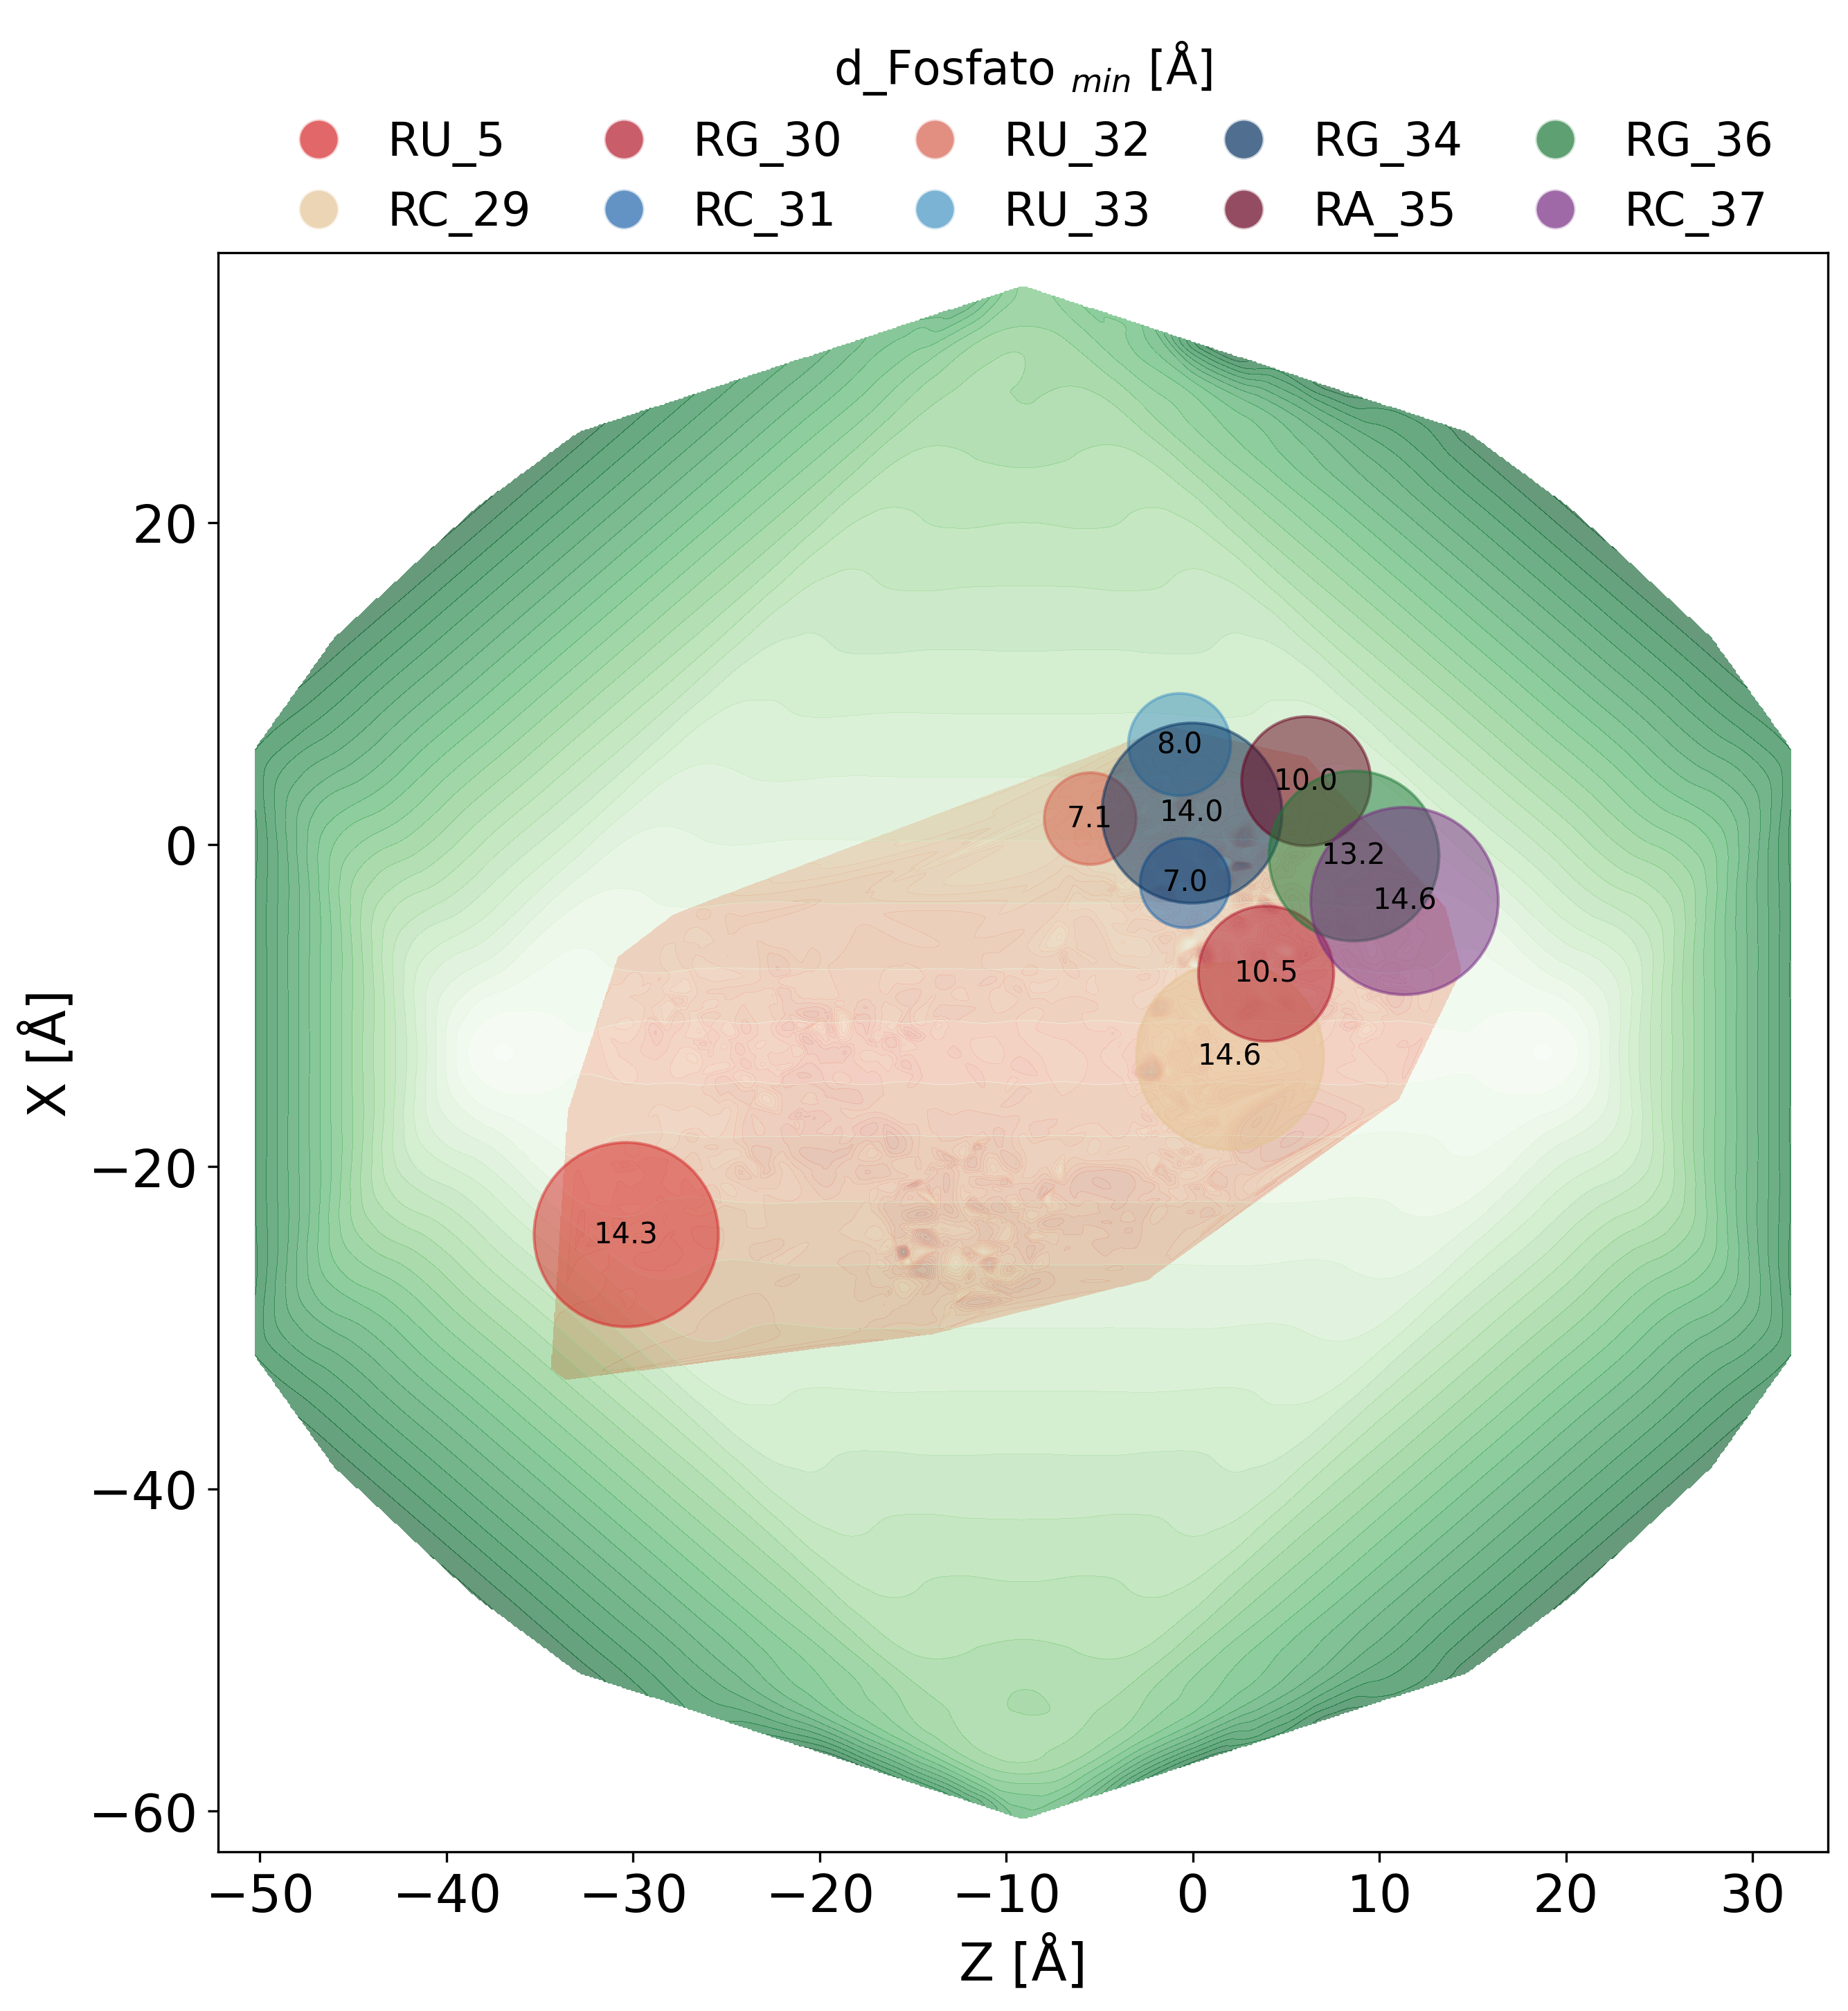 d_Fosfato min [Å]
RU_5 RG_30 RU_32 RG_34 RG_36
RC_29 RC_31 RU_33 RA_35 RC_37
20
0
−20
−40
−60
X [Å]
8.0
10.0
14.0
7.1
13.2
7.0
14.6
10.5
14.6
14.3
−50 −40 −30 −20 −10 0 10 20 30
Z [Å]